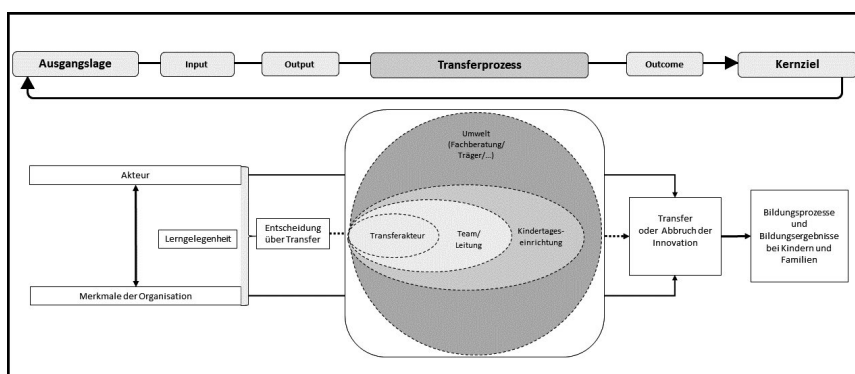 Ausgangslage
Input
Output
Transferprozess
Outcome
Kernziel
Umwelt
(Fachberatung/
Träger/...)
Akteur
Lerngelegenheit
Entscheidung
über Transfer
Transferakteur
Team/
Leitung
Kindertages-
einrichtung
Transfer
oder Abbruch der
Innovation
Bildungsprozesse
und
Bildungsergebnisse
bei Kindern und
Familien
Merkmale der Organisation